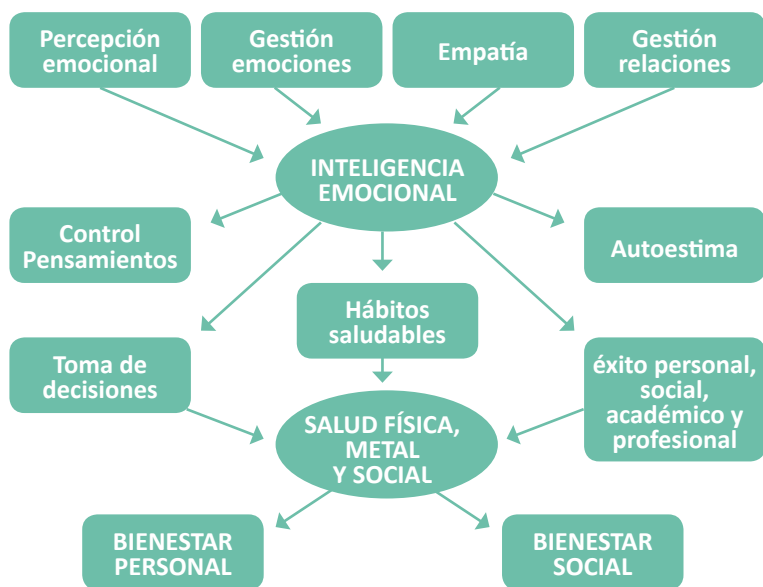 Percepción
emocional
Gestión
emociones
Empatía
Gestión
relaciones
INTELIGENCIA
EMOCIONAL
Control
Pensamientos
Autoestima
Hábitos
saludables
Toma de
decisiones
éxito personal,
social,
académico y
profesional
SALUD FÍSICA,
METAL
Y SOCIAL
BIENESTAR
PERSONAL
BIENESTAR
SOCIAL